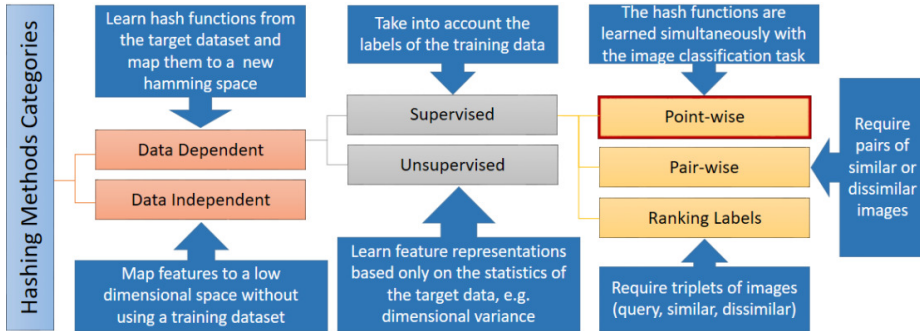 Hashing Methods Categories
Learn hash functions from
the target dataset and
map them to a new
hamming space
Take into account the
labels of the training data
The hash functions are
learned simultaneously with
the image classification task
Data Dependent
Data Independent
Supervised
Unsupervised
Point-wise
Pair-wise
Ranking Labels
Require
pairs of
similar or
dissimilar
images
Map features to a low
dimensional space without
using a training dataset
Learn feature representations
based only on the statistics of
the target data, e.g.
dimensional variance
Require triplets of images
(query, similar, dissimilar)